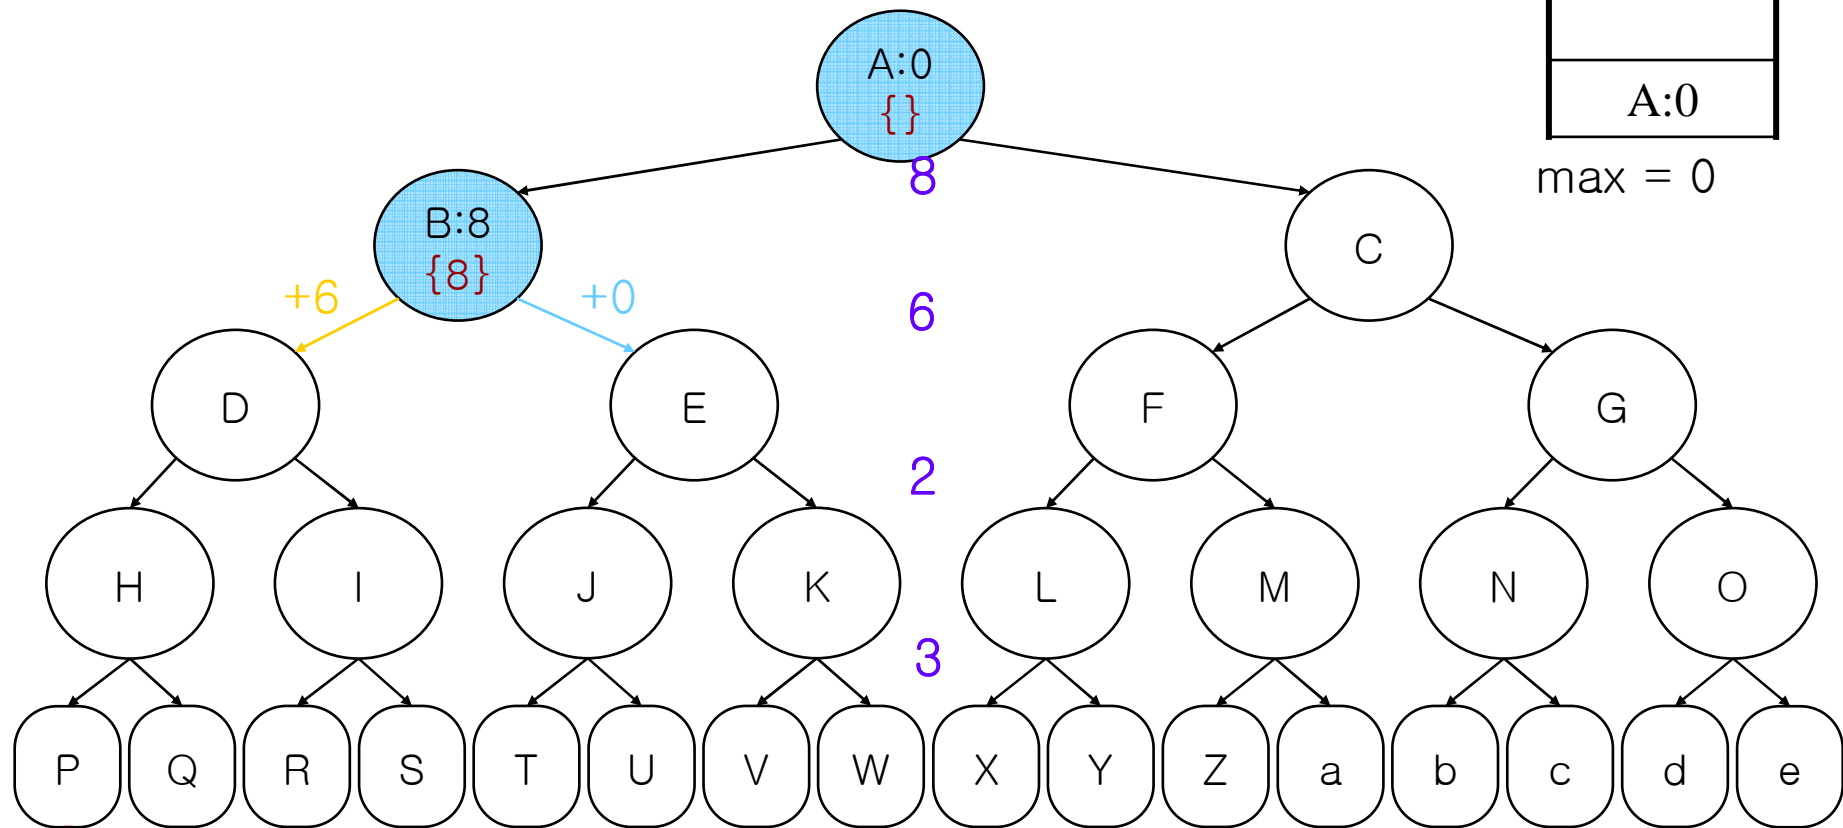 A:0
{}
A:0
max = 0
8
B:8
{8}
C
+6
+0
6
D
E
F
G
2
H
I
J
K
L
M
N
O
3
P
Q
R
S
T
U
V
W
X
Y
Z
a
b
c
d
e